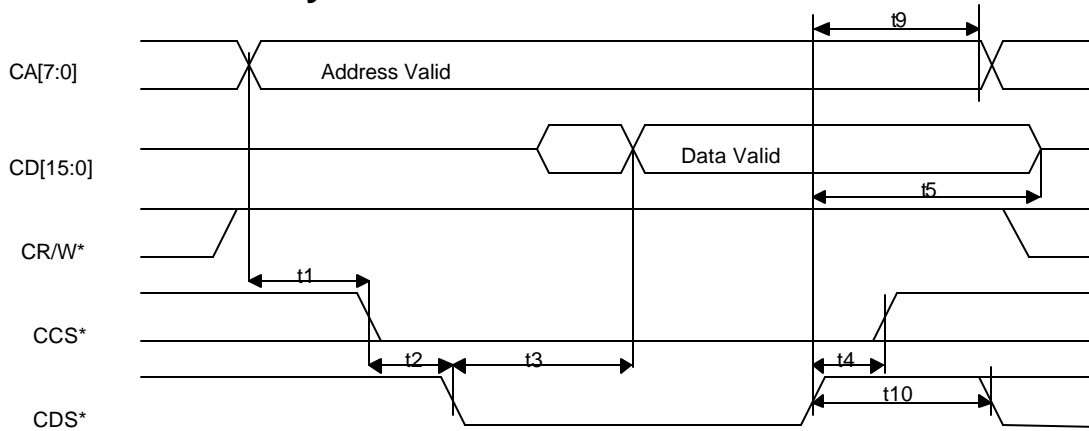 t9
CA[7:0]
Address Valid
CD[15:0]
Data Valid
t5
CR/W*
t1
CCS*
t2
t3
t4
t10
CDS*